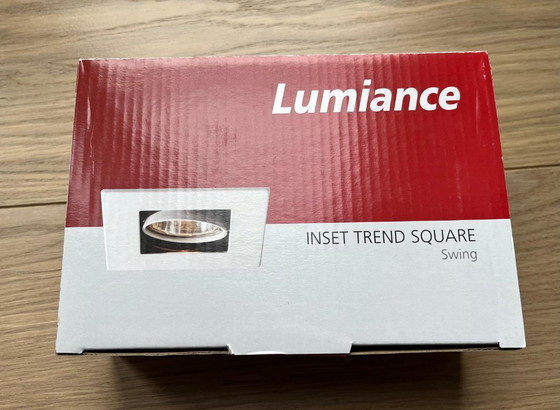 Lumiance
INSET TREND SQUARE
Swing